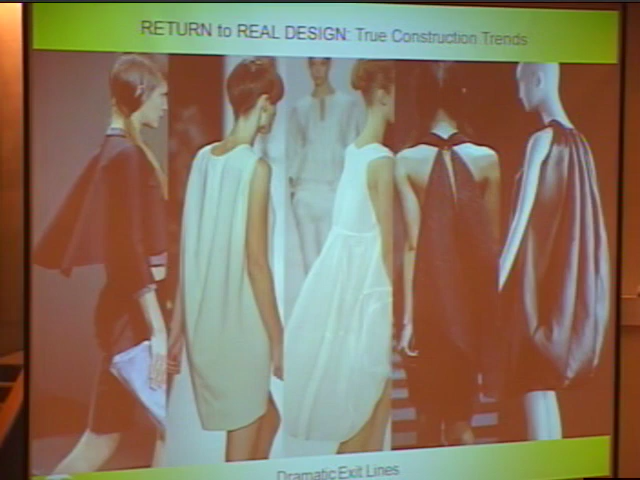 RETURN to REAL DESIGN: True Construction Trends
Dramatic Exit Lines